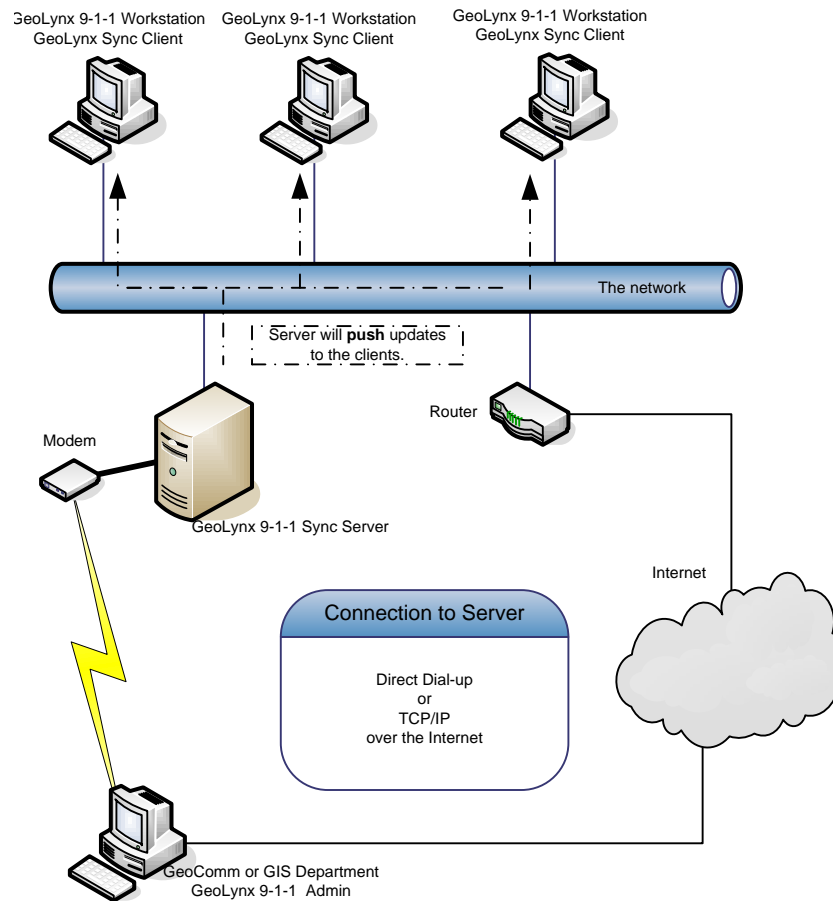 GeoLynx 9-1-1 Workstation
GeoLynx Sync Client
GeoLynx 9-1-1 Workstation
GeoLynx Sync Client
GeoLynx 9-1-1 Workstation
GeoLynx Sync Client
The network
Server will push updates
to the clients.
Router
Modem
GeoLynx 9-1-1 Sync Server
Internet
Connection to Server
Direct Dial-up
or
TCP/IP
over the Internet
GeoComm or GIS Department
GeoLynx 9-1-1 Admin